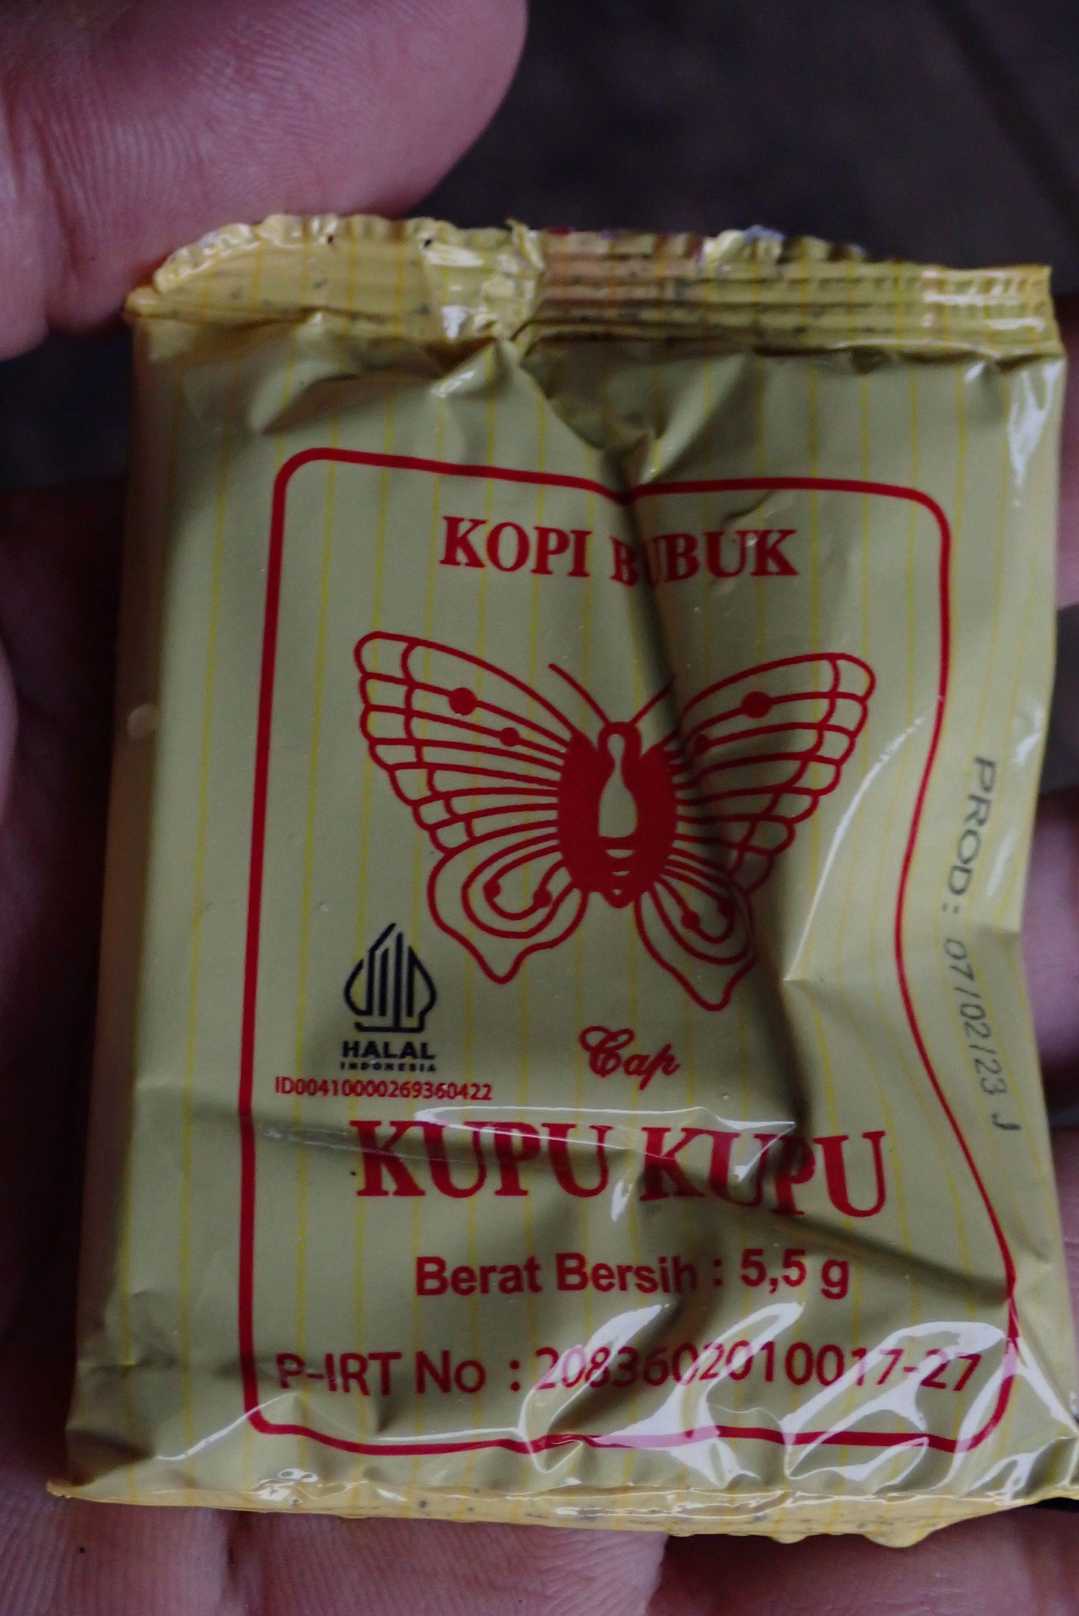 KOPI BUBUK
HALAL
INDONESIA
ID00410000269360422
Cap
KUPU KUPU
Berat Bersih : 5,5 g
P-IRT No : 2083602010017-27
PROD: 07/02/23 J